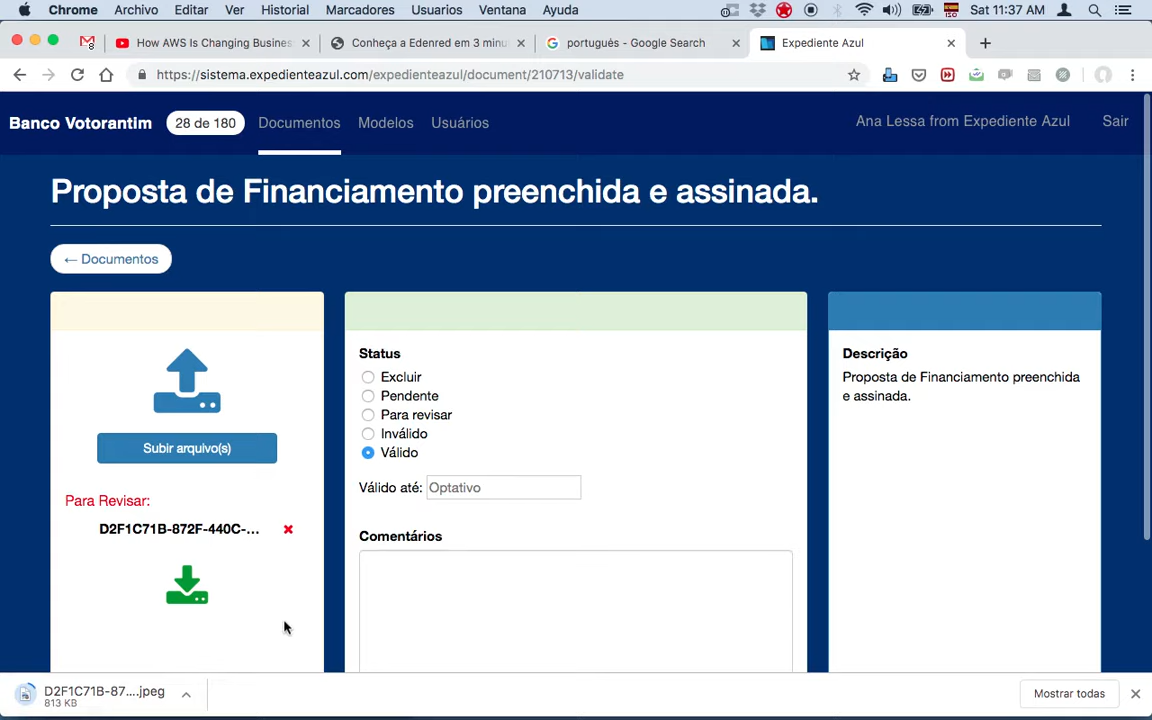 Chrome Archivo Editar Ver Historial Marcadores Usuarios Ventana Ayuda Sat 11:37 AM
How AWS Is Changing Busines
Conheça a Edenred em 3 minu
português - Google Search
Expediente Azul
https://sistema.expedienteazul.com/expedienteazul/document/210713/validate
Banco Votorantim 28 de 180 Documentos Modelos Usuários Ana Lessa from Expediente Azul Sair
Proposta de Financiamento preenchida e assinada.
← Documentos
Subir arquivo(s)
Para Revisar:
D2F1C71B-872F-440C-...
Status
Excluir
Pendente
Para revisar
Inválido
Válido
Válido até: Optativo
Comentários
Descrição
Proposta de Financiamento preenchida
e assinada.
D2F1C71B-87....jpeg
813 KB
Mostrar todas